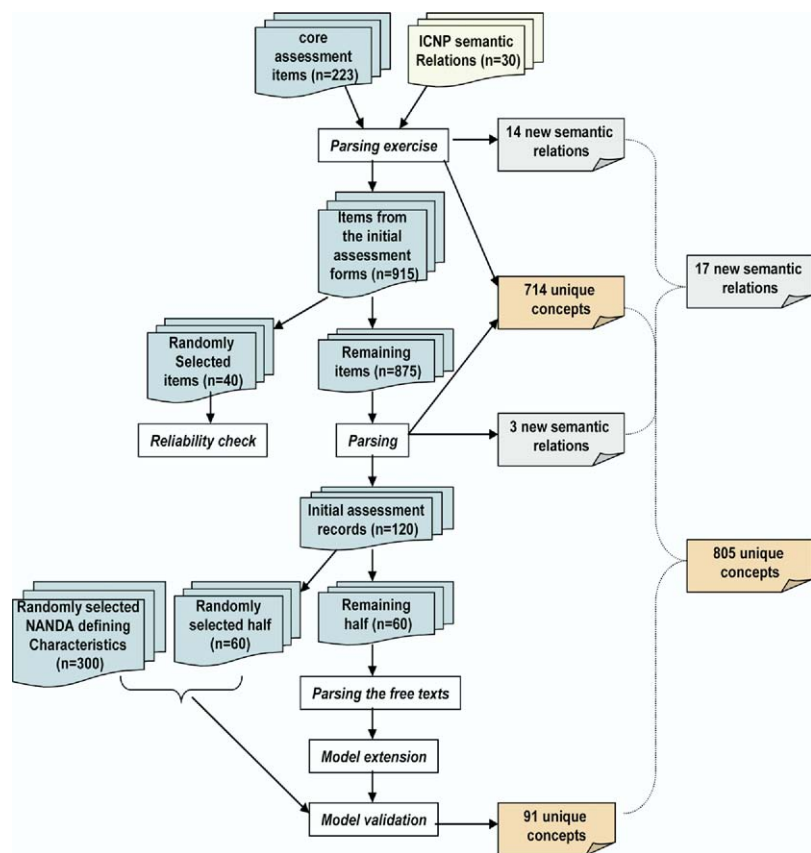 core
assessment
items (n=223)
ICNP semantic
Relations (n=30)
Parsing exercise
14 new semantic
relations
Items from
the initial
assessment
forms (n=915)
17 new semantic
relations
714 unique
concepts
Randomly
Selected
items (n=40)
Remaining
items (n=875)
Reliability check
Parsing
3 new semantic
relations
Initial assessment
records (n=120)
805 unique
concepts
Randomly selected
NANDA defining
Characteristics
(n=300)
Randomly
selected half
(n=60)
Remaining
half (n=60)
Parsing the free texts
Model extension
Model validation
91 unique
concepts